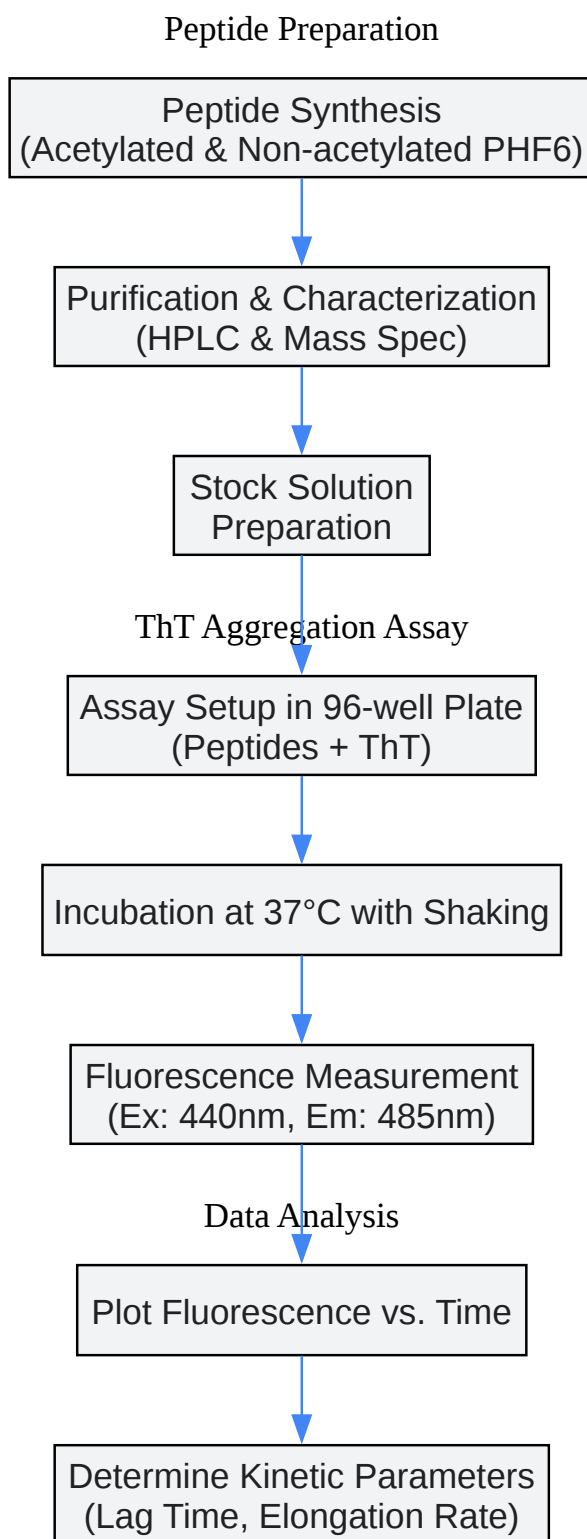 Peptide Preparation
Peptide Synthesis
(Acetylated & Non-acetylated PHF6)
Purification & Characterization
(HPLC & Mass Spec)
Stock Solution
Preparation
ThT Aggregation Assay
Assay Setup in 96-well Plate
(Peptides + ThT)
Incubation at 37°C with Shaking
Fluorescence Measurement
(Ex: 440nm, Em: 485nm)
Data Analysis
Plot Fluorescence vs. Time
Determine Kinetic Parameters
(Lag Time, Elongation Rate)